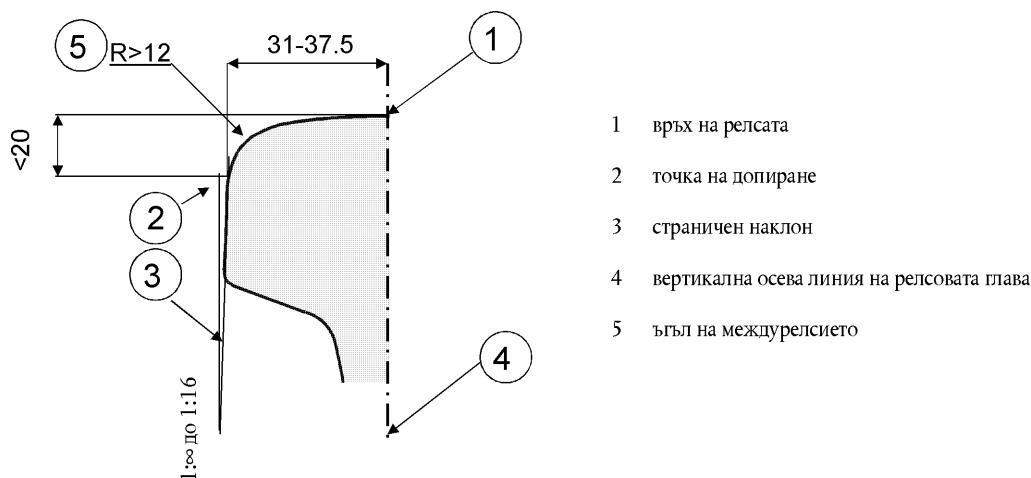 5 R>12
31-37.5
1
<20
2
3
4
1:∞ до 1:16
1 връх на релсата
2 точка на допиране
3 страничен наклон
4 вертикална осева линия на релсовата глава
5 ъгъл на междурелсието